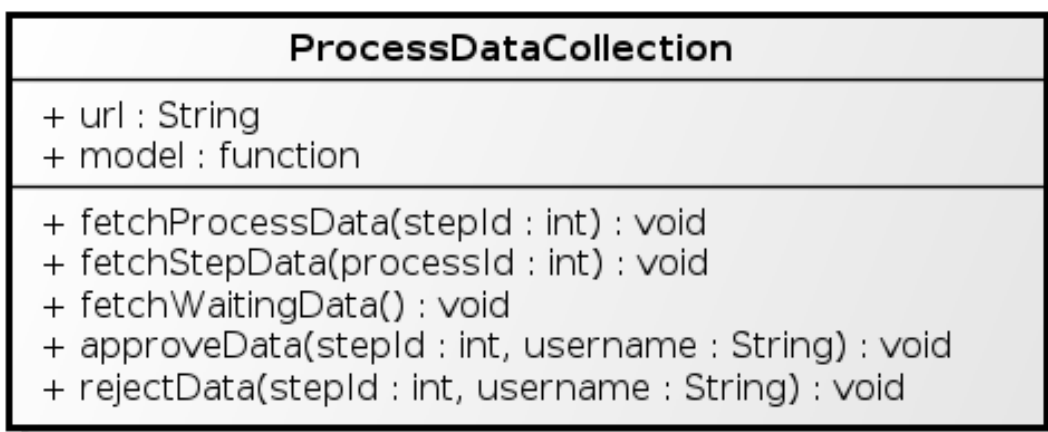 ProcessDataCollection
+ url : String
+ model : function
+ fetchProcessData(stepId : int) : void
+ fetchStepData(processId : int) : void
+ fetchWaitingData() : void
+ approveData(stepId : int, username : String) : void
+ rejectData(stepId : int, username : String) : void